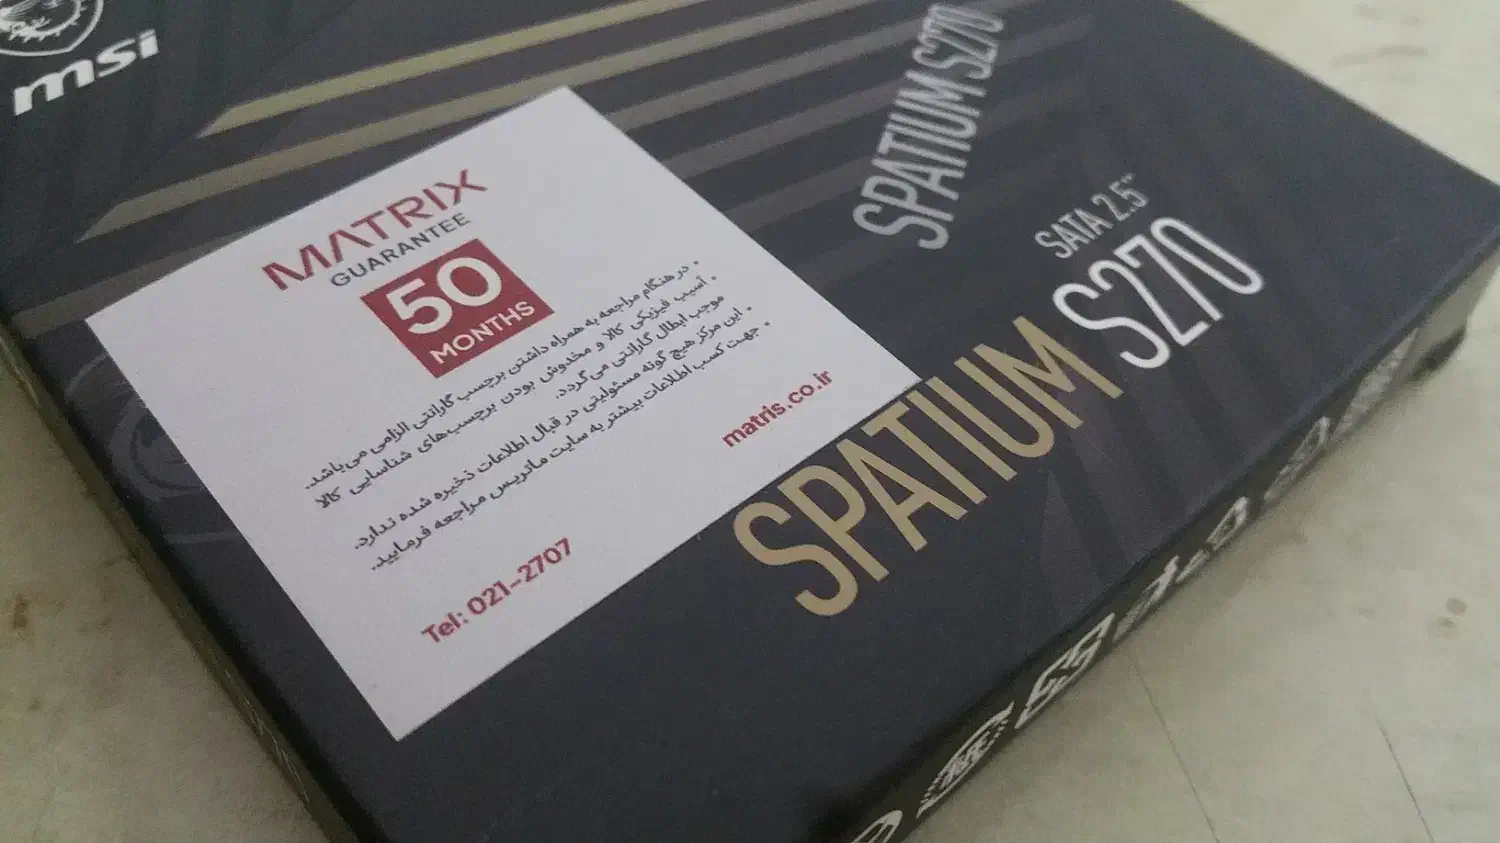 msi
SPATIUM S270
MATRIX
GUARANTEE
50
MONTHS
• در هنگام مراجعه به همراه داشتن برچسب گارانتی الزامی می‌باشد.
• آسیب فیزیکی کالا و مخدوش بودن برچسب‌های شناسایی کالا
موجب ابطال گارانتی می‌گردد.
• این مرکز هیچ گونه مسئولیتی در قبال اطلاعات ذخیره شده ندارد.
• جهت کسب اطلاعات بیشتر به سایت ماتریس مراجعه فرمایید.
matris.co.ir
Tel: 021-2707
SATA 2.5"
SPATIUM S270